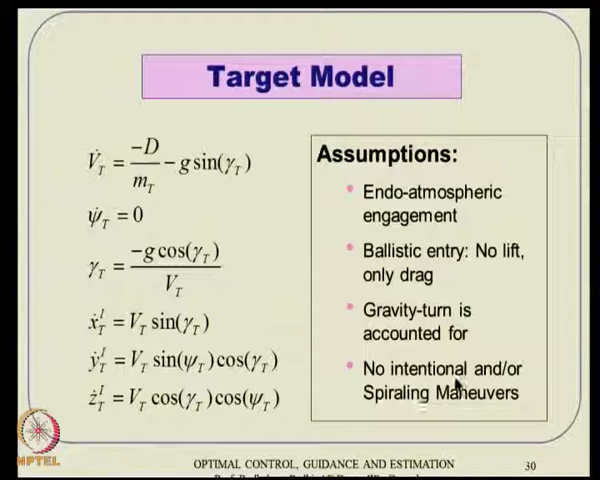 Target Model
V̇_T = -D / m_T - g sin(γ_T)
ψ̇_T = 0
γ_T = -g cos(γ_T) / V_T
ẋ_T^I = V_T sin(γ_T)
ẏ_T^I = V_T sin(ψ_T) cos(γ_T)
ż_T^I = V_T cos(γ_T) cos(ψ_T)
Assumptions:
• Endo-atmospheric
engagement
• Ballistic entry: No lift,
only drag
• Gravity-turn is
accounted for
• No intentional and/or
Spiraling Maneuvers
NPTEL
OPTIMAL CONTROL, GUIDANCE AND ESTIMATION
30